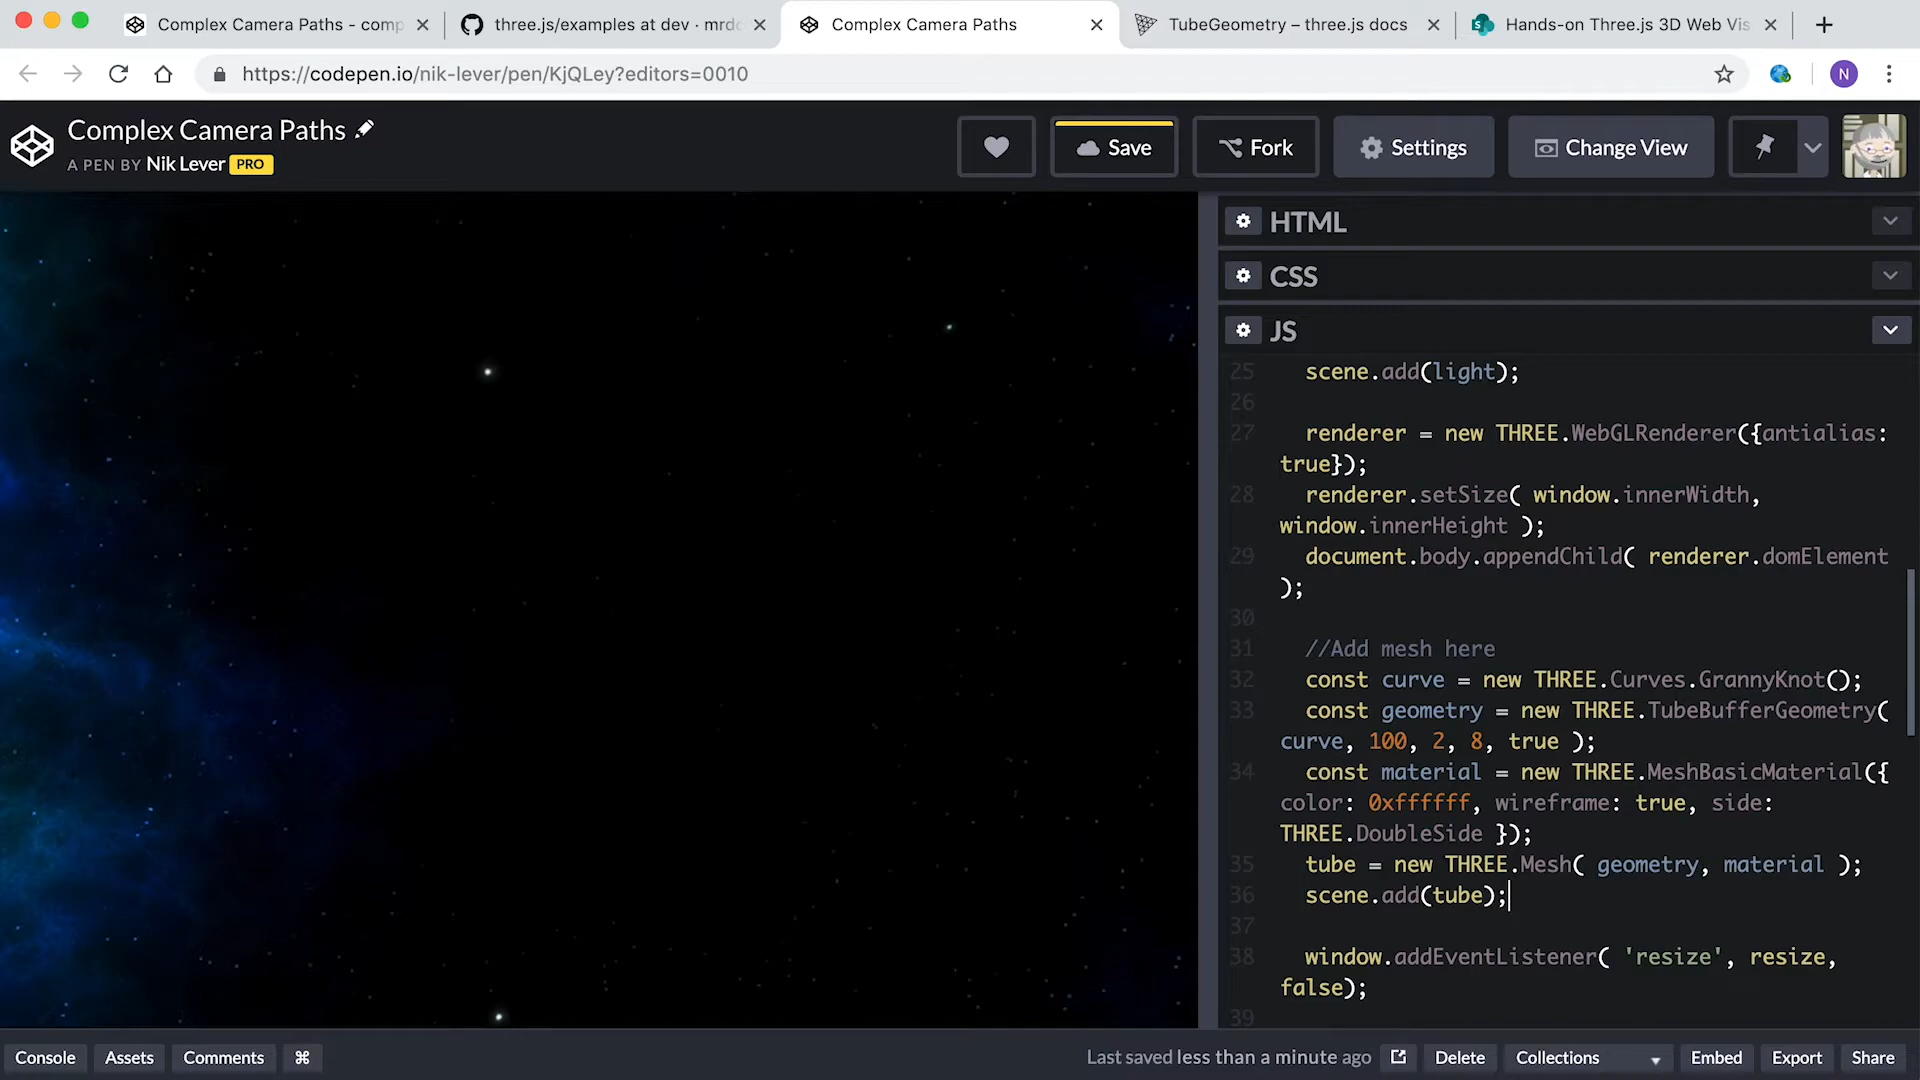 Complex Camera Paths - comp
three.js/examples at dev · mrdo
Complex Camera Paths
TubeGeometry – three.js docs
Hands-on Three.js 3D Web Vis
https://codepen.io/nik-lever/pen/KjQLey?editors=0010
N
Complex Camera Paths
A PEN BY Nik Lever PRO
Save
Fork
Settings
Change View
HTML
CSS
JS
25 scene.add(light);
26
27 renderer = new THREE.WebGLRenderer({antialias:
true});
28 renderer.setSize( window.innerWidth,
window.innerHeight );
29 document.body.appendChild( renderer.domElement
);
30
31 //Add mesh here
32 const curve = new THREE.Curves.GrannyKnot();
33 const geometry = new THREE.TubeBufferGeometry(
curve, 100, 2, 8, true );
34 const material = new THREE.MeshBasicMaterial({
color: 0xffffff, wireframe: true, side:
THREE.DoubleSide });
35 tube = new THREE.Mesh( geometry, material );
36 scene.add(tube);
37
38 window.addEventListener( 'resize', resize,
false);
39
Console
Assets
Comments
⌘
Last saved less than a minute ago
Delete
Collections
Embed
Export
Share